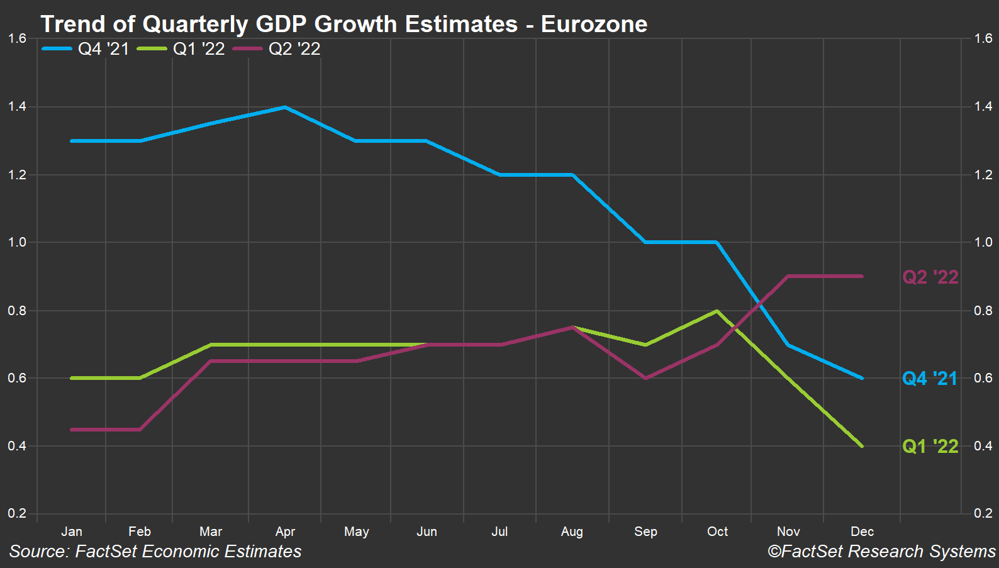 Trend of Quarterly GDP Growth Estimates - Eurozone
1.6 1.6
Q4 '21 Q1 '22 Q2 '22
1.4 1.4
1.2 1.2
1.0 1.0
Q2 '22
0.8 0.8
0.6 Q4 '21 0.6
0.4 Q1 '22 0.4
0.2 0.2
Jan Feb Mar Apr May Jun Jul Aug Sep Oct Nov Dec
Source: FactSet Economic Estimates ©FactSet Research Systems